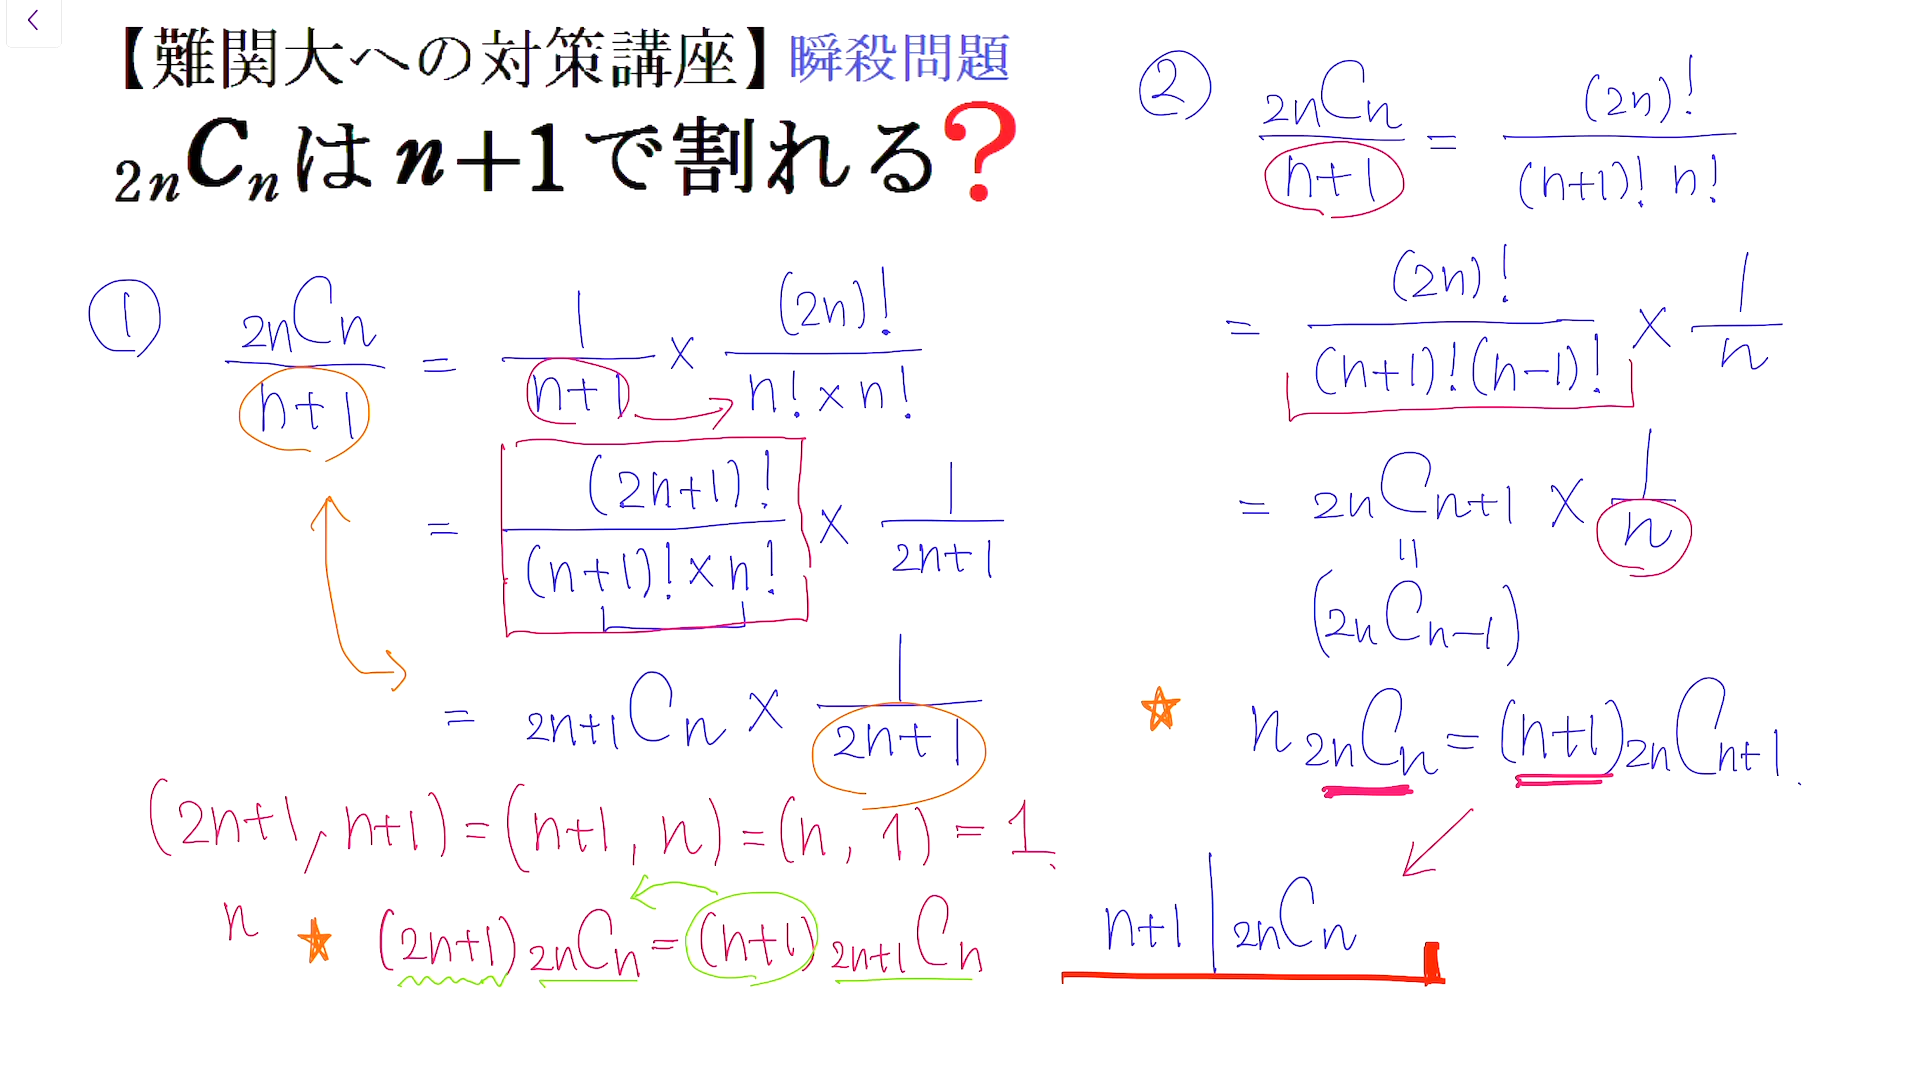 【難関大への対策講座】瞬殺問題
₂ₙCₙはn+1で割れる?
① ₂ₙCₙ/(n+1) = 1/(n+1) × (2n)!/(n!×n!)
= (2n+1)!/((n+1)!×n!) × 1/(2n+1)
= ₂ₙ₊₁Cₙ × 1/(2n+1)
(2n+1, n+1) = (n+1, n) = (n, 1) = 1.
n ☆ (2n+1) ₂ₙCₙ = (n+1) ₂ₙ₊₁Cₙ
② ₂ₙCₙ/(n+1) = (2n)!/((n+1)! n!)
= (2n)!/((n+1)!(n-1)!) × 1/n
= ₂ₙCₙ₊₁ × 1/n
=
(₂ₙCₙ₋₁)
☆ n ₂ₙCₙ = (n+1) ₂ₙCₙ₊₁.
n+1 | ₂ₙCₙ